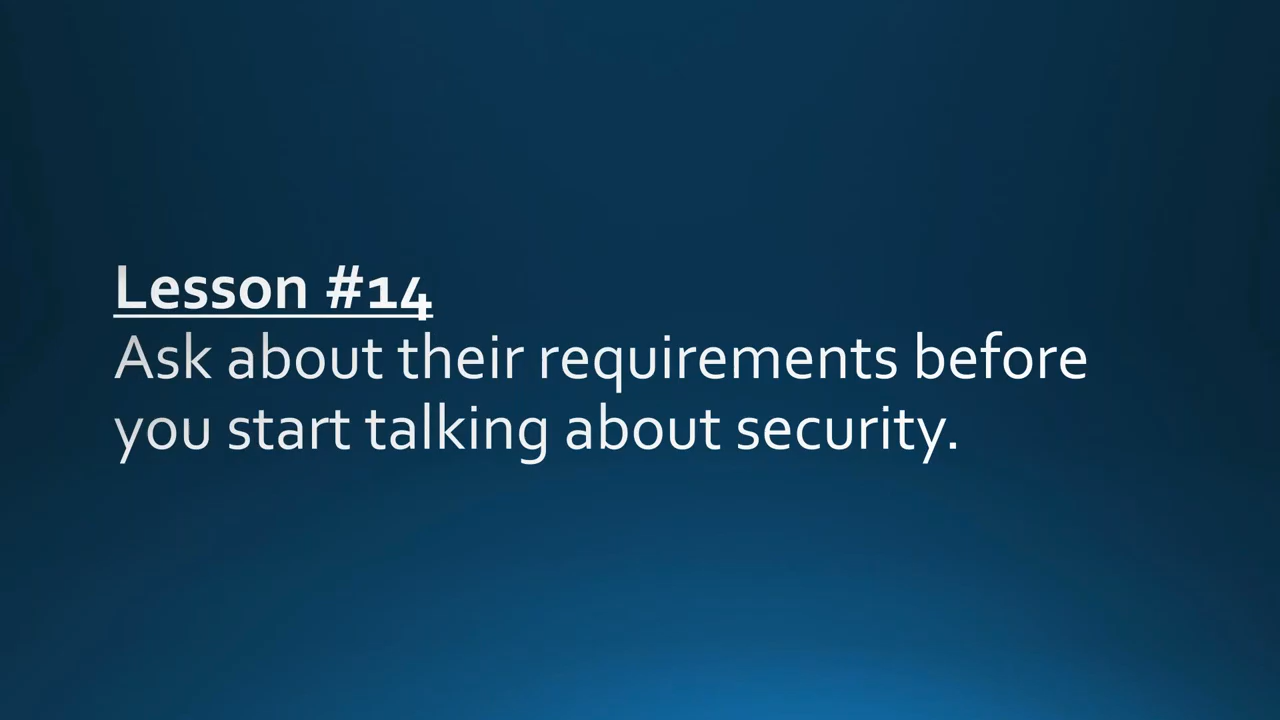 Lesson #14
Ask about their requirements before
you start talking about security.